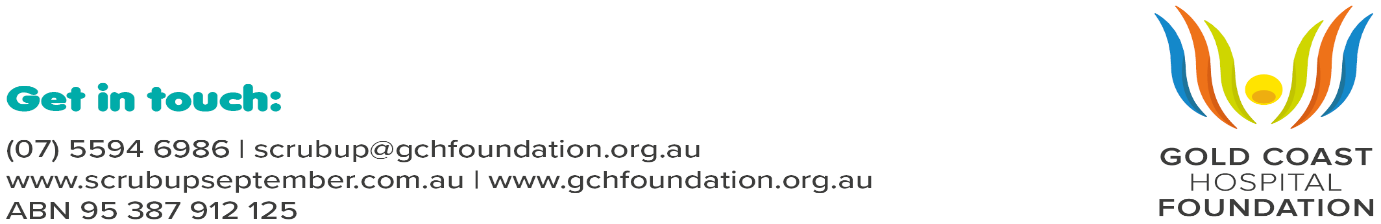 Get in touch:
(07) 5594 6986 | scrubup@gchfoundation.org.au
www.scrubupseptember.com.au | www.gchfoundation.org.au
ABN 95 387 912 125
GOLD COAST
HOSPITAL
FOUNDATION